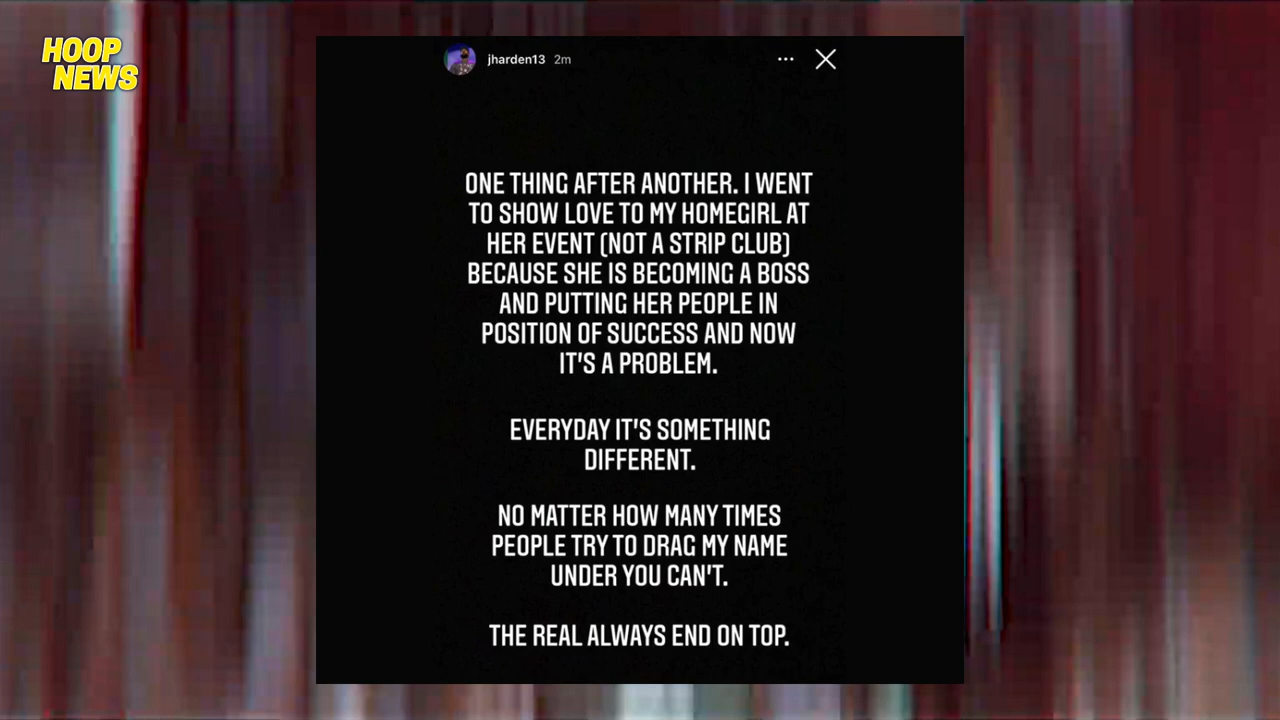 HOOP
NEWS
jharden13 2m
ONE THING AFTER ANOTHER. I WENT
TO SHOW LOVE TO MY HOMEGIRL AT
HER EVENT (NOT A STRIP CLUB)
BECAUSE SHE IS BECOMING A BOSS
AND PUTTING HER PEOPLE IN
POSITION OF SUCCESS AND NOW
IT'S A PROBLEM.
EVERYDAY IT'S SOMETHING
DIFFERENT.
NO MATTER HOW MANY TIMES
PEOPLE TRY TO DRAG MY NAME
UNDER YOU CAN'T.
THE REAL ALWAYS END ON TOP.